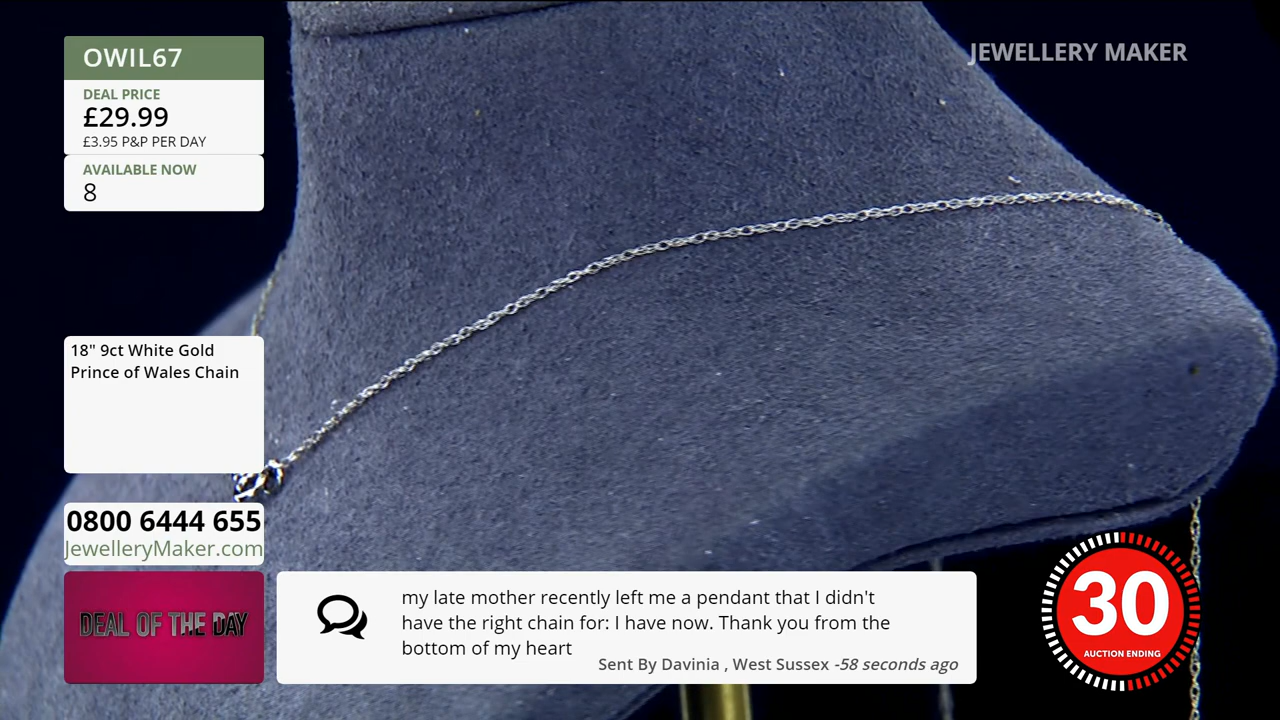 OWIL67
DEAL PRICE
£29.99
£3.95 P&P PER DAY
AVAILABLE NOW
8
JEWELLERY MAKER
18" 9ct White Gold
Prince of Wales Chain
0800 6444 655
JewelleryMaker.com
DEAL OF THE DAY
my late mother recently left me a pendant that I didn't
have the right chain for: I have now. Thank you from the
bottom of my heart
Sent By Davinia , West Sussex -58 seconds ago
30
AUCTION ENDING